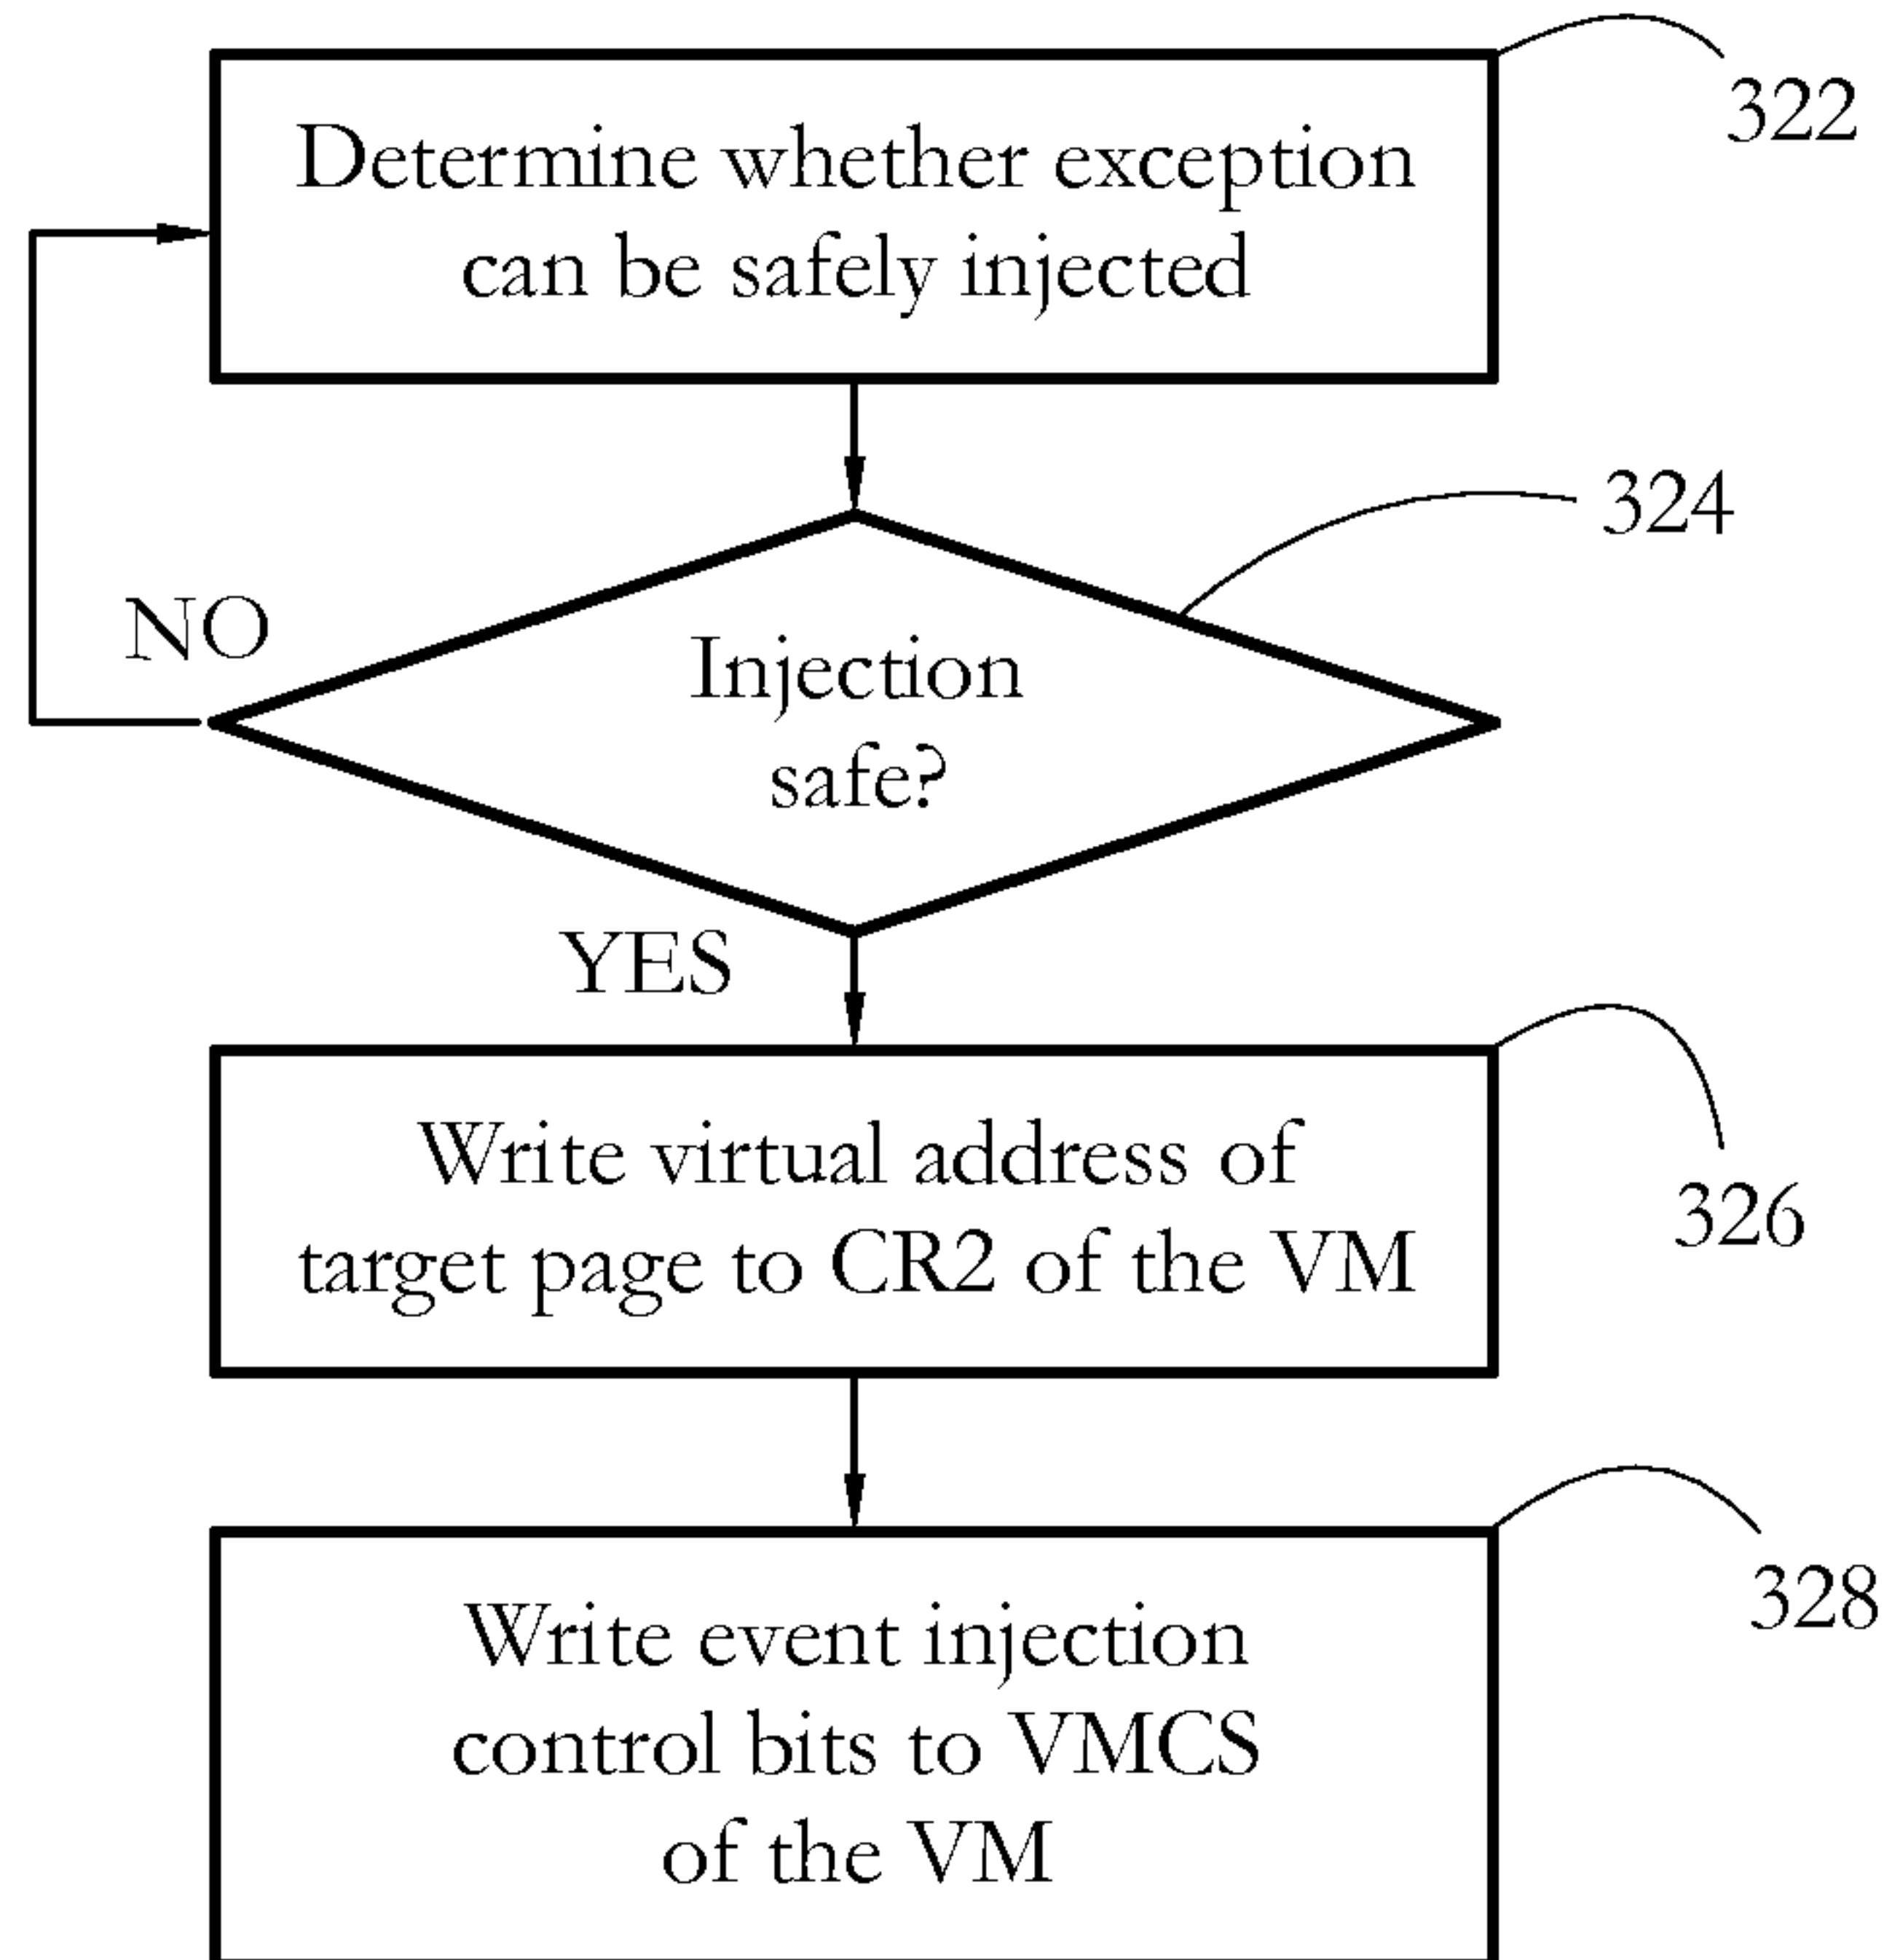 322
Determine whether exception
can be safely injected
324
NO
Injection
safe?
YES
326
Write virtual address of
target page to CR2 of the VM
328
Write event injection
control bits to VMCS
of the VM